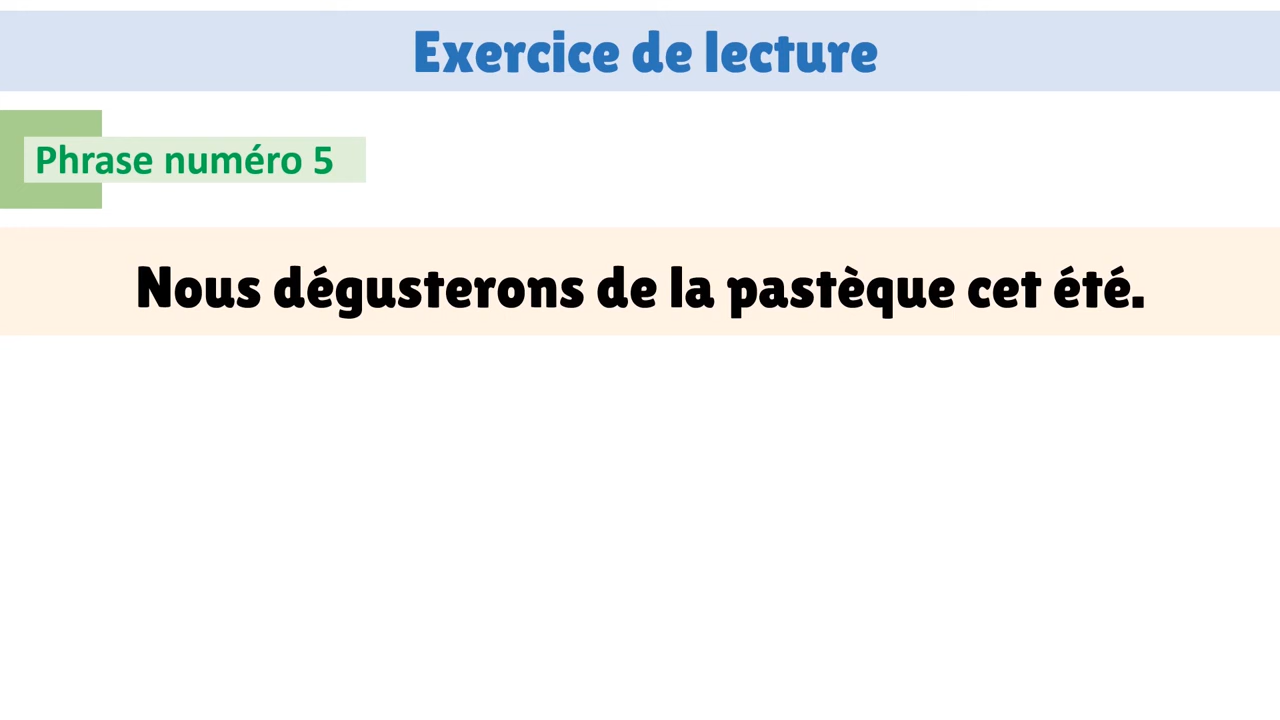 Exercice de lecture
Phrase numéro 5
Nous dégusterons de la pastèque cet été.